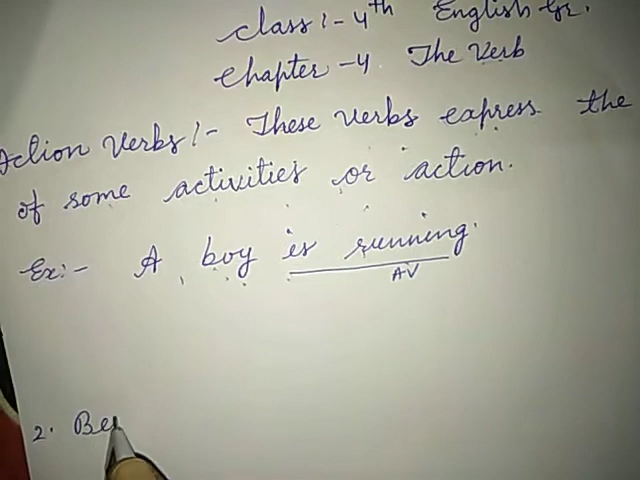 Class :- 4th English Gr.
Chapter -4 The Verb
Action Verbs :- These verbs express the
of some activities or action.
Ex:- A boy is running.
AV
2. Be